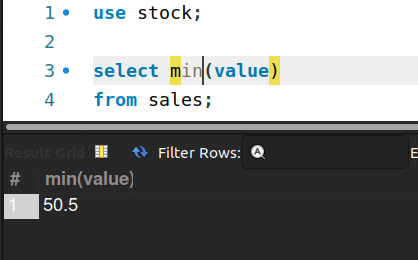 1 use stock;
2
3 select min(value)
4 from sales;
Result Grid Filter Rows: A E
# min(value)
1 50.5